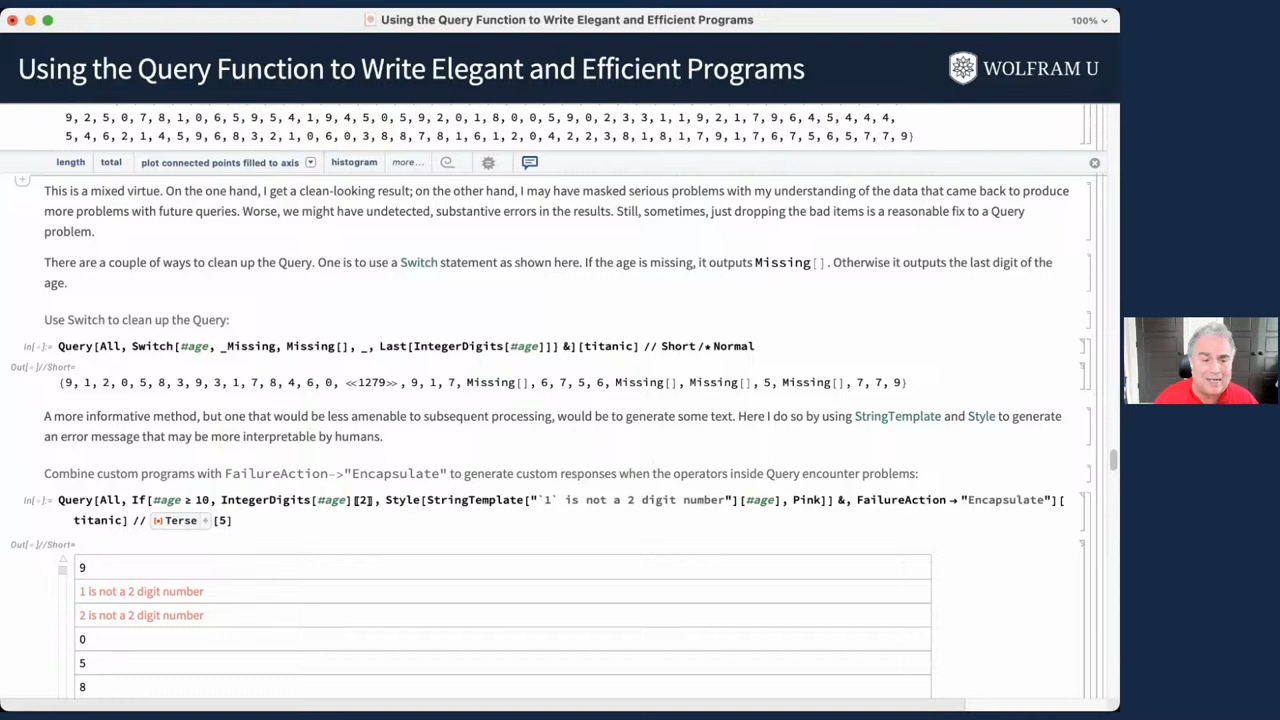 Using the Query Function to Write Elegant and Efficient Programs
100%
Using the Query Function to Write Elegant and Efficient Programs
WOLFRAM U
9, 2, 5, 0, 7, 8, 1, 0, 6, 5, 9, 5, 4, 1, 9, 4, 5, 0, 5, 9, 2, 0, 1, 8, 0, 0, 5, 9, 0, 2, 3, 3, 1, 1, 9, 2, 1, 7, 9, 6, 4, 5, 4, 4, 4,
5, 4, 6, 2, 1, 4, 5, 9, 6, 8, 3, 2, 1, 0, 6, 0, 3, 8, 8, 7, 8, 1, 6, 1, 2, 0, 4, 2, 2, 3, 8, 1, 8, 1, 7, 9, 1, 7, 6, 7, 5, 6, 5, 7, 7, 9}
length total plot connected points filled to axis histogram more...
This is a mixed virtue. On the one hand, I get a clean-looking result; on the other hand, I may have masked serious problems with my understanding of the data that came back to produce
more problems with future queries. Worse, we might have undetected, substantive errors in the results. Still, sometimes, just dropping the bad items is a reasonable fix to a Query
problem.
There are a couple of ways to clean up the Query. One is to use a Switch statement as shown here. If the age is missing, it outputs Missing[]. Otherwise it outputs the last digit of the
age.
Use Switch to clean up the Query:
In[∘]:= Query[All, Switch[#age, _Missing, Missing[], _, Last[IntegerDigits[#age]]] &][titanic] // Short /* Normal
Out[∘]//Short=
{9, 1, 2, 0, 5, 8, 3, 9, 3, 1, 7, 8, 4, 6, 0, <<1279>>, 9, 1, 7, Missing[], 6, 7, 5, 6, Missing[], Missing[], 5, Missing[], 7, 7, 9}
A more informative method, but one that would be less amenable to subsequent processing, would be to generate some text. Here I do so by using StringTemplate and Style to generate
an error message that may be more interpretable by humans.
Combine custom programs with FailureAction->"Encapsulate" to generate custom responses when the operators inside Query encounter problems:
In[∘]:= Query[All, If[#age ≥ 10, IntegerDigits[#age]〚2〛, Style[StringTemplate["`1` is not a 2 digit number"][#age], Pink]] &, FailureAction → "Encapsulate"][
titanic] // Terse [5]
Out[∘]//Short=
9
1 is not a 2 digit number
2 is not a 2 digit number
0
5
8